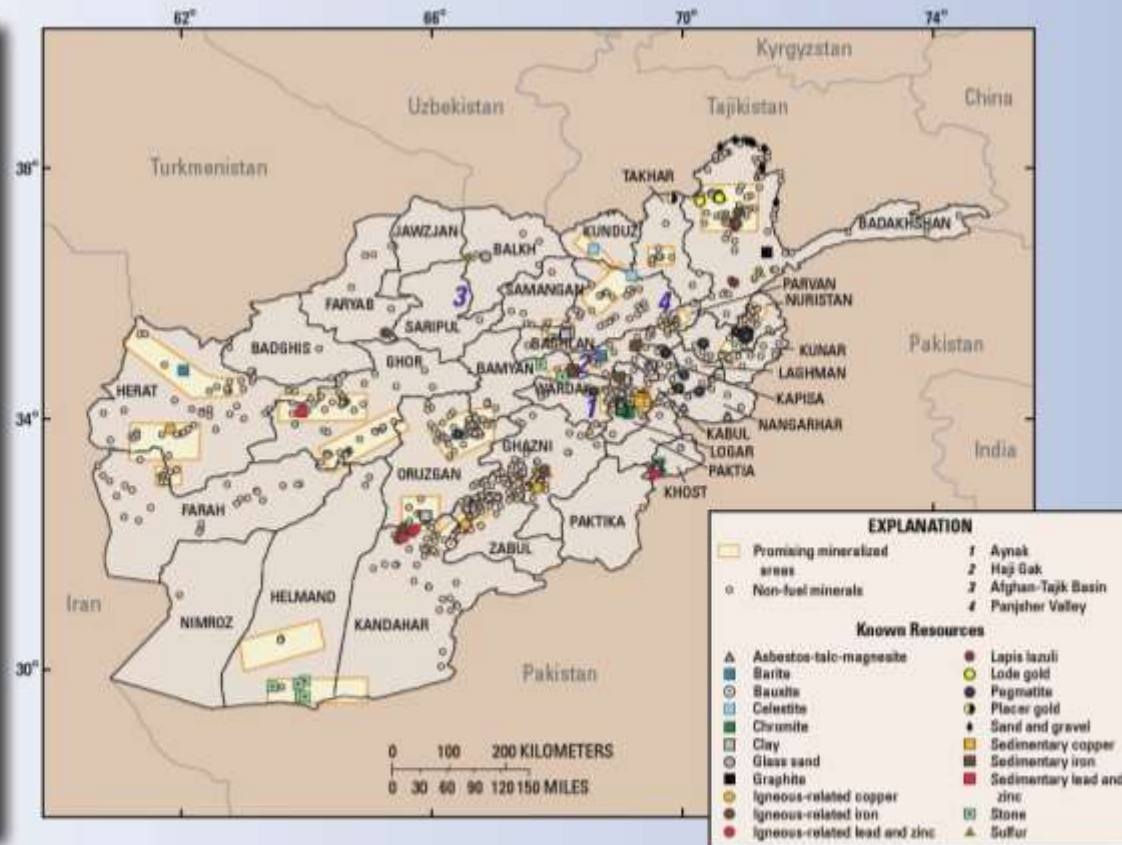 62°
66°
70°
74°
Kyrgyzstan
Uzbekistan
Tajikistan
China
Turkmenistan
38°
TAKHAR
BADAKHSHAN
JAWZJAN
KUNDUZ
BALKH
PARVAN
SAMANGAN
NURISTAN
3
4
FARYAB
SARIPUL
BAGHLAN
BADGHIS
KUNAR
Pakistan
GHOR
BAMYAN
2
LAGHMAN
HERAT
WARDAK
KAPISA
1
34°
NANGARHAR
KABUL
GHAZNI
LOGAR
India
ORUZGAN
PAKTIA
KHOST
FARAH
PAKTIKA
ZABUL
Iran
HELMAND
NIMROZ
KANDAHAR
30°
Pakistan
0 100 200 KILOMETERS
0 30 60 90 120 150 MILES
EXPLANATION
Promising mineralized
areas
Non-fuel minerals
1 Aynak
2 Haji Gak
3 Afghan-Tajik Basin
4 Panjsher Valley
Known Resources
Asbestos-talc-magnesite
Barite
Bauxite
Celestite
Chromite
Clay
Glass sand
Graphite
Igneous-related copper
Igneous-related iron
Igneous-related lead and zinc
Lapis lazuli
Lode gold
Pegmatite
Placer gold
Sand and gravel
Sedimentary copper
Sedimentary iron
Sedimentary lead and
zinc
Stone
Sulfur